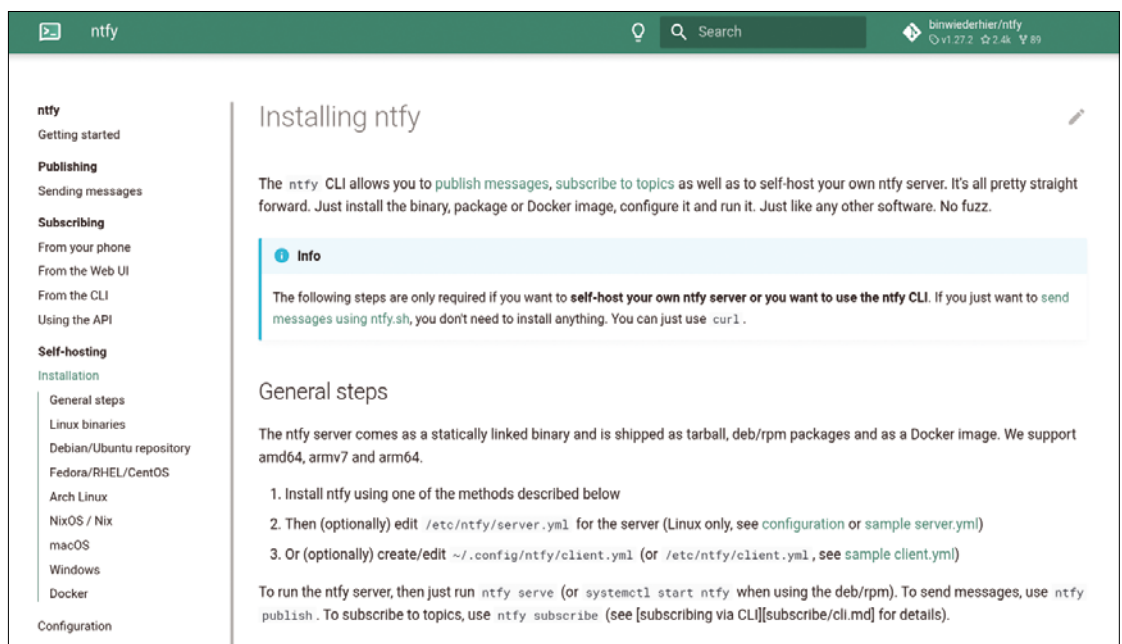 ntfy
Search
binwiederhier/ntfy
v1.27.2 2.4k 89
ntfy
Getting started
Publishing
Sending messages
Subscribing
From your phone
From the Web UI
From the CLI
Using the API
Self-hosting
Installation
General steps
Linux binaries
Debian/Ubuntu repository
Fedora/RHEL/CentOS
Arch Linux
NixOS / Nix
macOS
Windows
Docker
Configuration
Installing ntfy
The ntfy CLI allows you to publish messages, subscribe to topics as well as to self-host your own ntfy server. It's all pretty straight
forward. Just install the binary, package or Docker image, configure it and run it. Just like any other software. No fuzz.
Info
The following steps are only required if you want to self-host your own ntfy server or you want to use the ntfy CLI. If you just want to send
messages using ntfy.sh, you don't need to install anything. You can just use curl.
General steps
The ntfy server comes as a statically linked binary and is shipped as tarball, deb/rpm packages and as a Docker image. We support
amd64, armv7 and arm64.
1. Install ntfy using one of the methods described below
2. Then (optionally) edit /etc/ntfy/server.yml for the server (Linux only, see configuration or sample server.yml)
3. Or (optionally) create/edit ~/.config/ntfy/client.yml (or /etc/ntfy/client.yml, see sample client.yml)
To run the ntfy server, then just run ntfy serve (or systemctl start ntfy when using the deb/rpm). To send messages, use ntfy
publish. To subscribe to topics, use ntfy subscribe (see [subscribing via CLI][subscribe/cli.md] for details).